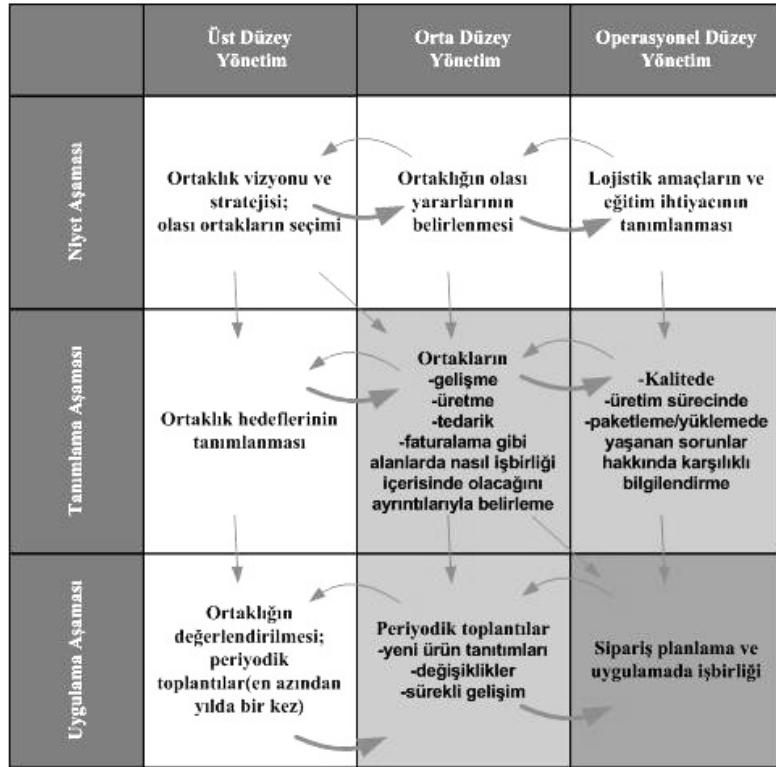 Üst Düzey
Yönetim
Orta Düzey
Yönetim
Operasyonel Düzey
Yönetim
Niyet Aşaması
Ortaklık vizyonu ve
stratejisi;
olası ortakların seçimi
Ortaklığın olası
yararlarının
belirlenmesi
Lojistik amaçların ve
eğitim ihtiyacının
tanımlanması
Tanımlama Aşaması
Ortaklık hedeflerinin
tanımlanması
Ortakların
-gelişme
-üretme
-tedarik
-faturalama gibi
alanlarda nasıl işbirliği
içerisinde olacağını
ayrıntılarıyla belirleme
-Kalitede
-üretim sürecinde
-paketleme/yüklemede
yaşanan sorunlar
hakkında karşılıklı
bilgilendirme
Uygulama Aşaması
Ortaklığın
değerlendirilmesi;
periyodik
toplantılar(en azından
yılda bir kez)
Periyodik toplantılar
-yeni ürün tanıtımları
-değişiklikler
-sürekli gelişim
Sipariş planlama ve
uygulamada işbirliği